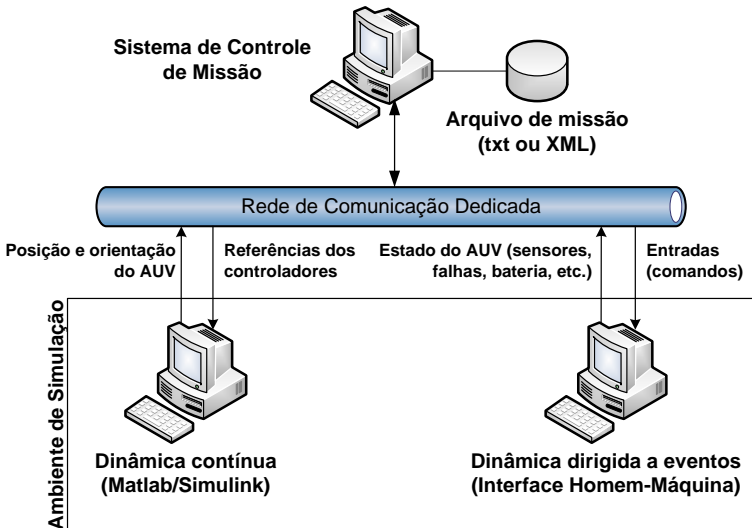 Sistema de Controle
de Missão
Arquivo de missão
(txt ou XML)
Rede de Comunicação Dedicada
Posição e orientação
do AUV
Referências dos
controladores
Estado do AUV (sensores,
falhas, bateria, etc.)
Entradas
(comandos)
Ambiente de Simulação
Dinâmica contínua
(Matlab/Simulink)
Dinâmica dirigida a eventos
(Interface Homem-Máquina)